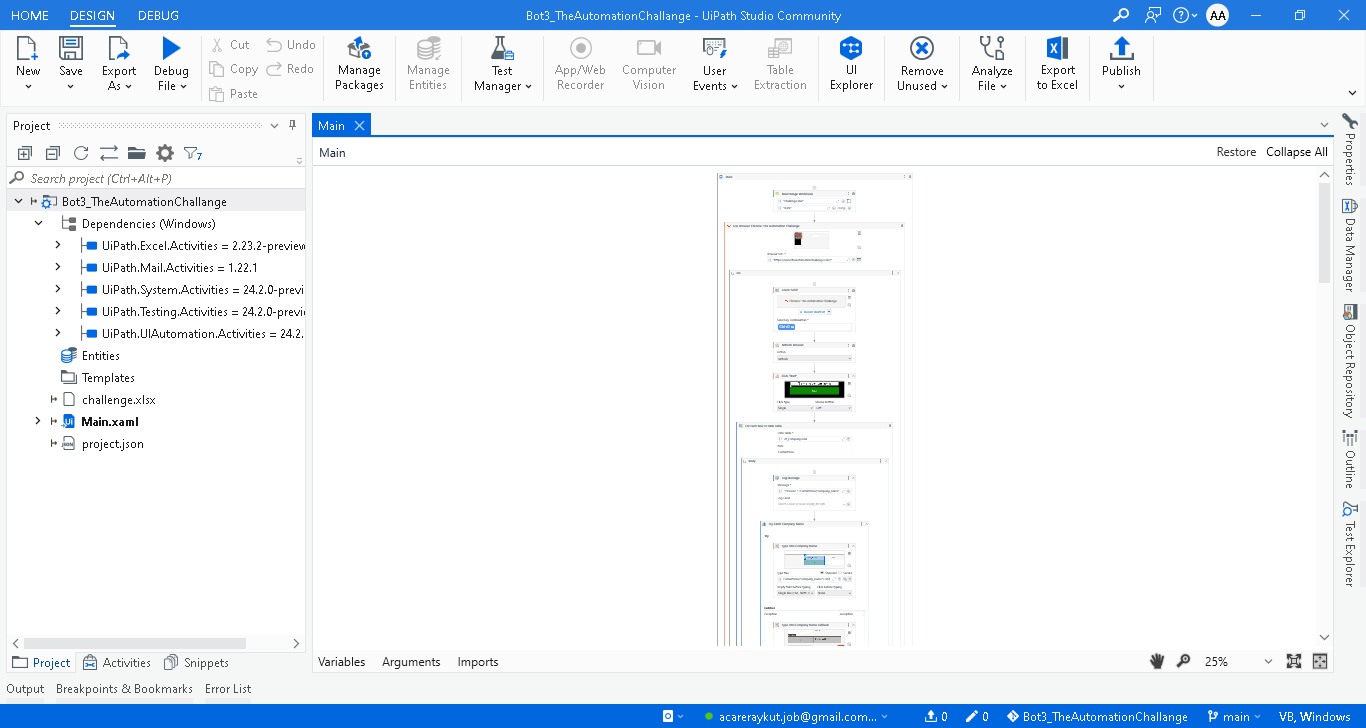 HOME DESIGN DEBUG Bot3_TheAutomationChallange - UiPath Studio Community AA
New Save Export As Debug File Cut Copy Paste Undo Redo Manage Packages Manage Entities Test Manager App/Web Recorder Computer Vision User Events Table Extraction UI Explorer Remove Unused Analyze File Export to Excel Publish
Project
Main
Search project (Ctrl+Alt+P)
Main Restore Collapse All
Bot3_TheAutomationChallange
Dependencies (Windows)
UiPath.Excel.Activities = 2.23.2-preview
UiPath.Mail.Activities = 1.22.1
UiPath.System.Activities = 24.2.0-previ
UiPath.Testing.Activities = 24.2.0-previ
UiPath.UIAutomation.Activities = 24.2.
Entities
Templates
challenge.xlsx
Main.xaml
project.json
Properties
Data Manager
Object Repository
Outline
Test Explorer
Project Activities Snippets
Variables Arguments Imports 25%
Output Breakpoints & Bookmarks Error List
acareraykut.job@gmail.com... 0 0 Bot3_TheAutomationChallange main VB, Windows